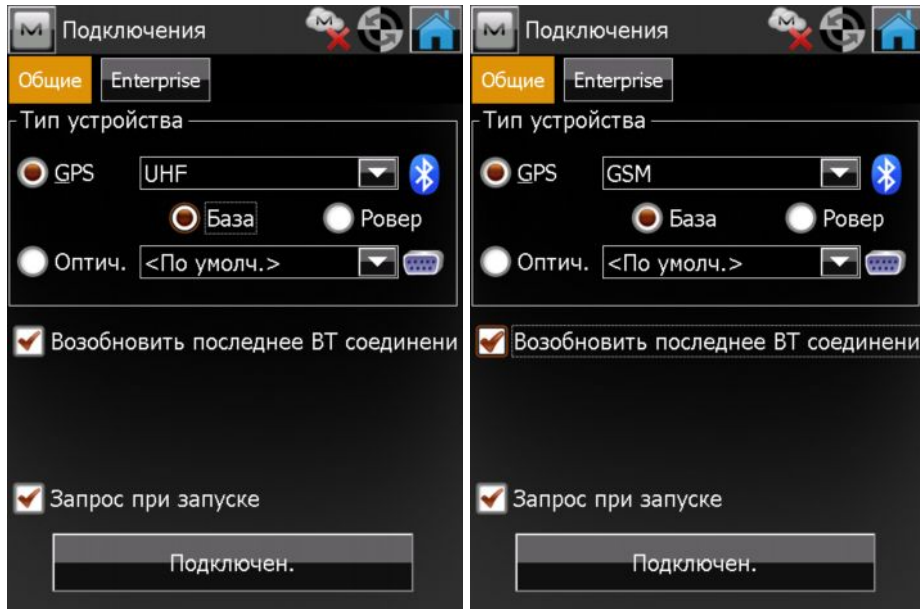 Подключения
Общие Enterprise
Тип устройства
GPS UHF
База Ровер
Оптич. <По умолч.>
Возобновить последнее BT соединени
Запрос при запуске
Подключен.
Подключения
Общие Enterprise
Тип устройства
GPS GSM
База Ровер
Оптич. <По умолч.>
Возобновить последнее BT соединени
Запрос при запуске
Подключен.